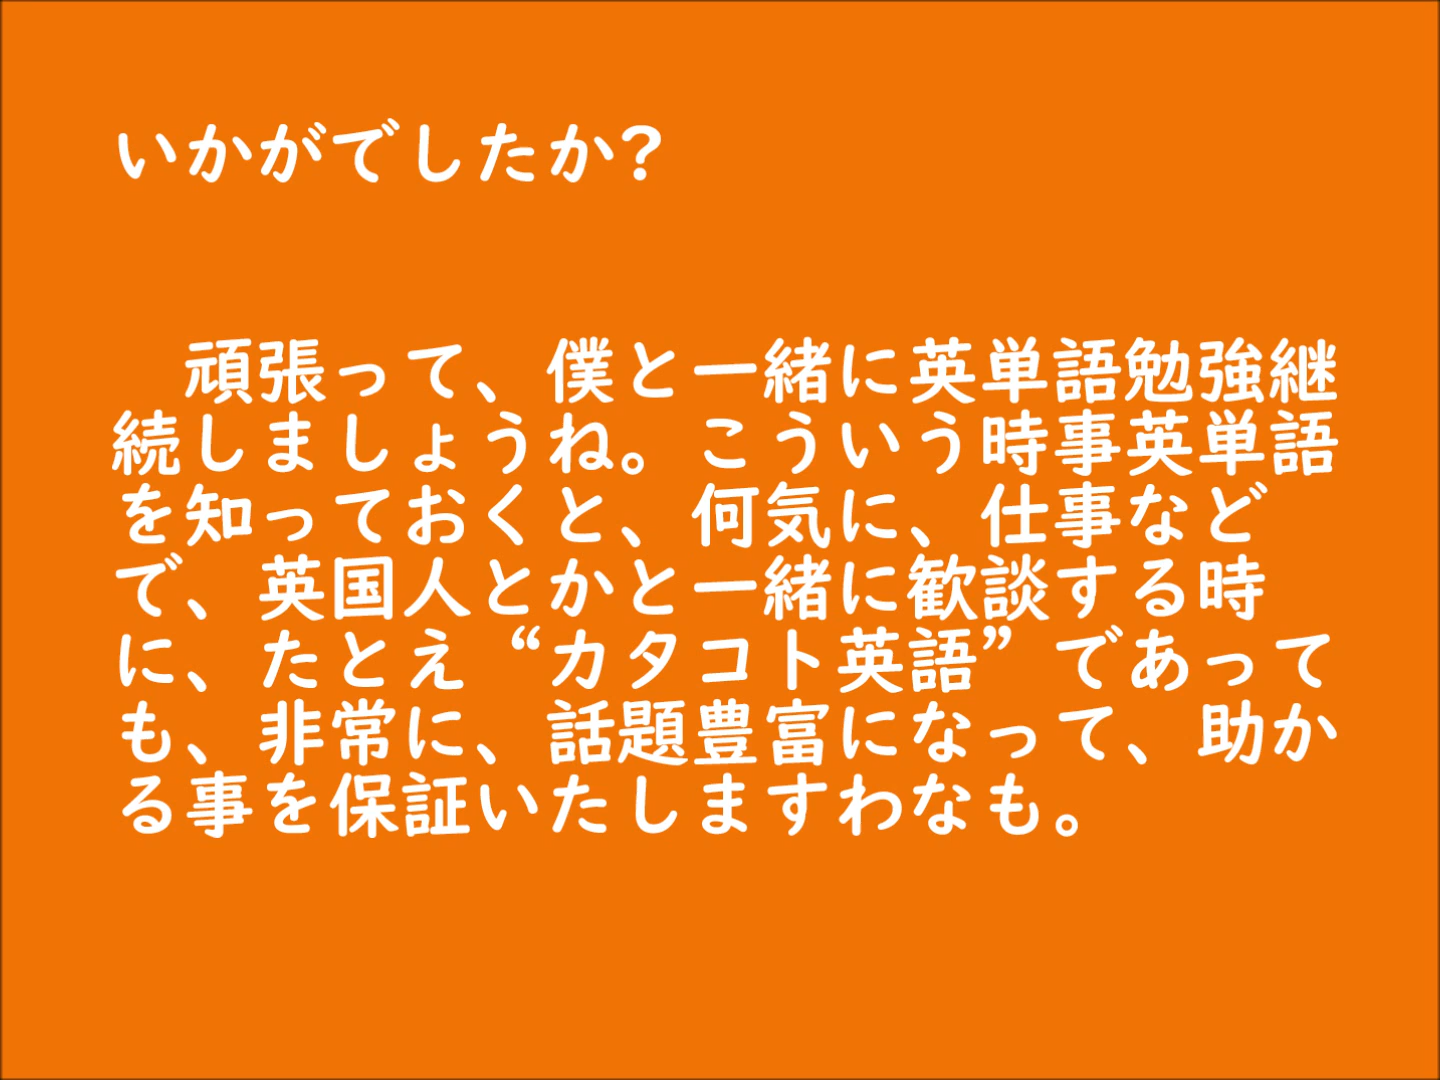 いかがでしたか？
　頑張って、僕と一緒に英単語勉強継
続しましょうね。こういう時事英単語
を知っておくと、何気に、仕事など
で、英国人とかと一緒に歓談する時
に、たとえ“カタコト英語”であって
も、非常に、話題豊富になって、助か
る事を保証いたしますわなも。